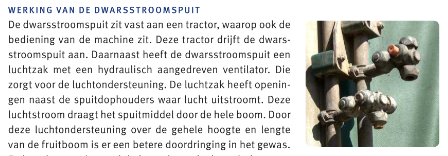 WERKING VAN DE DWARSSTROOMSPUIT
De dwarsstroomspuit zit vast aan een tractor, waarop ook de
bediening van de machine zit. Deze tractor drijft de dwars-
stroomspuit aan. Daarnaast heeft de dwarsstroomspuit een
luchtzak met een hydraulisch aangedreven ventilator. Die
zorgt voor de luchtondersteuning. De luchtzak heeft openin-
gen naast de spuitdophouders waar lucht uitstroomt. Deze
luchtstroom draagt het spuitmiddel door de hele boom. Door
deze luchtondersteuning over de gehele hoogte en lengte
van de fruitboom is er een betere doordringing in het gewas.